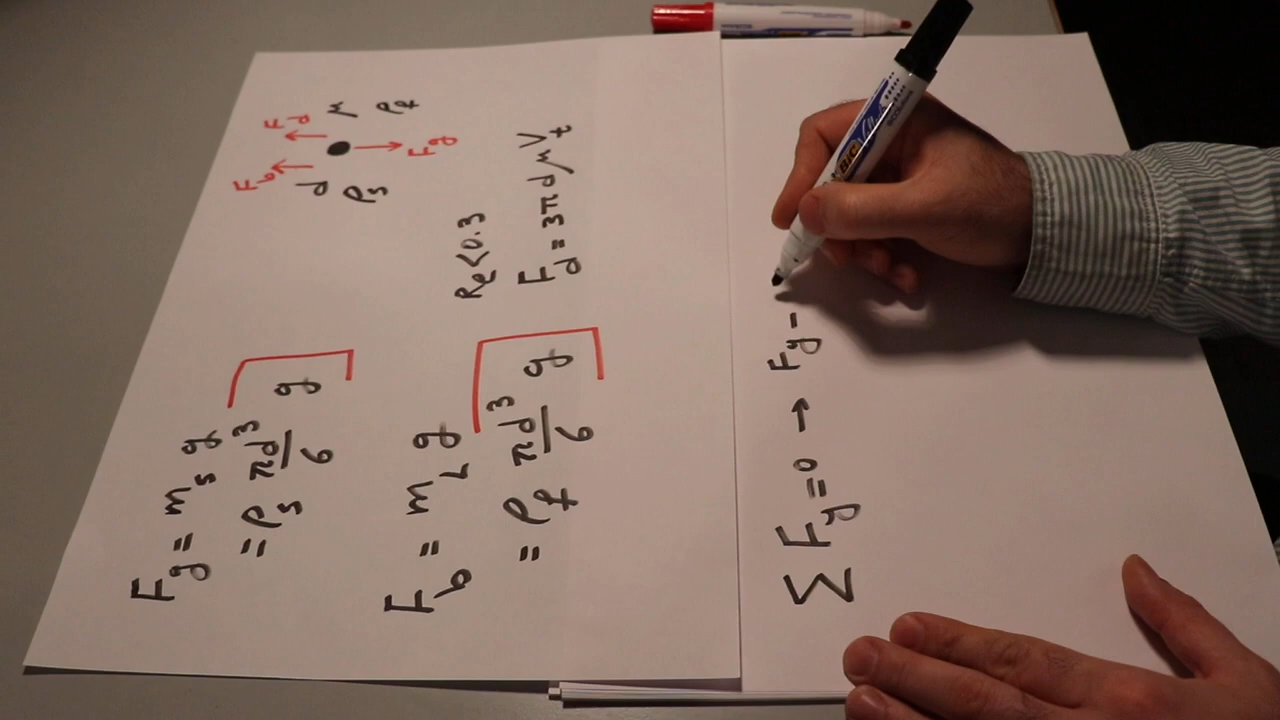 F_d μ ρ_f
F_b F_g
d ρ_s
F_g = m_s g
= ρ_s πd³/6 g
F_b = m_L g
= ρ_f πd³/6 g
Re<0.3
F_d = 3πdμV_t
Σ F_y=0 → F_g -
BIC